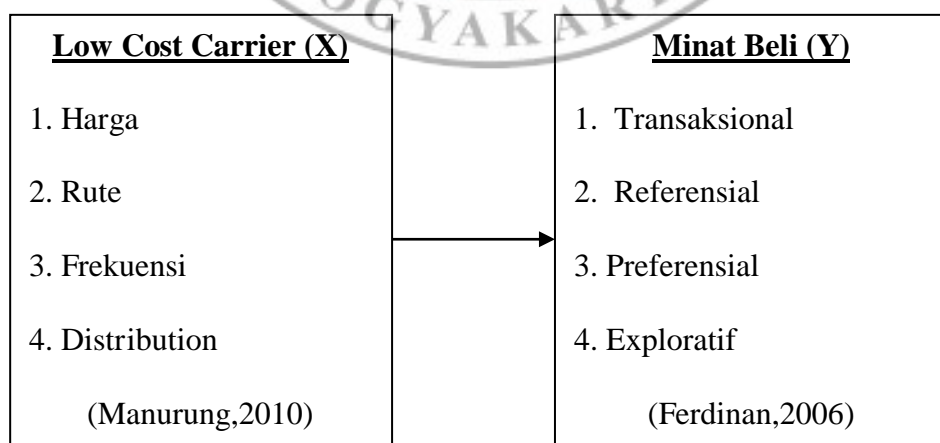 OGYAKAR
Low Cost Carrier (X)
1. Harga
2. Rute
3. Frekuensi
4. Distribution
(Manurung,2010)
Minat Beli (Y)
1. Transaksional
2. Referensial
3. Preferensial
4. Exploratif
(Ferdinan,2006)